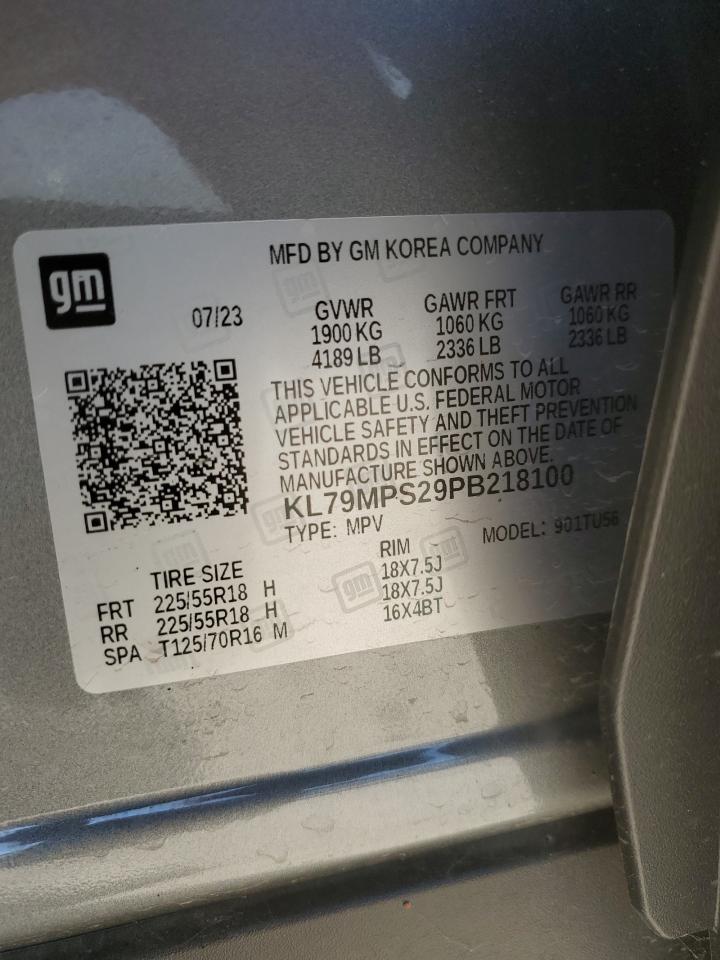 gm
MFD BY GM KOREA COMPANY
07/23
GVWR GAWR FRT GAWR RR
1900 KG 1060 KG 1060 KG
4189 LB 2336 LB 2336 LB
THIS VEHICLE CONFORMS TO ALL
APPLICABLE U.S. FEDERAL MOTOR
VEHICLE SAFETY AND THEFT PREVENTION
STANDARDS IN EFFECT ON THE DATE OF
MANUFACTURE SHOWN ABOVE.
KL79MPS29PB218100
TYPE: MPV MODEL: 901TU56
TIRE SIZE RIM
FRT 225/55R18 H 18X7.5J
RR 225/55R18 H 18X7.5J
SPA T125/70R16 M 16X4BT